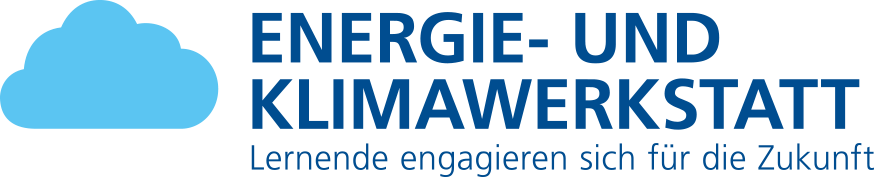 ENERGIE- UND
KLIMAWERKSTATT
Lernende engagieren sich für die Zukunft